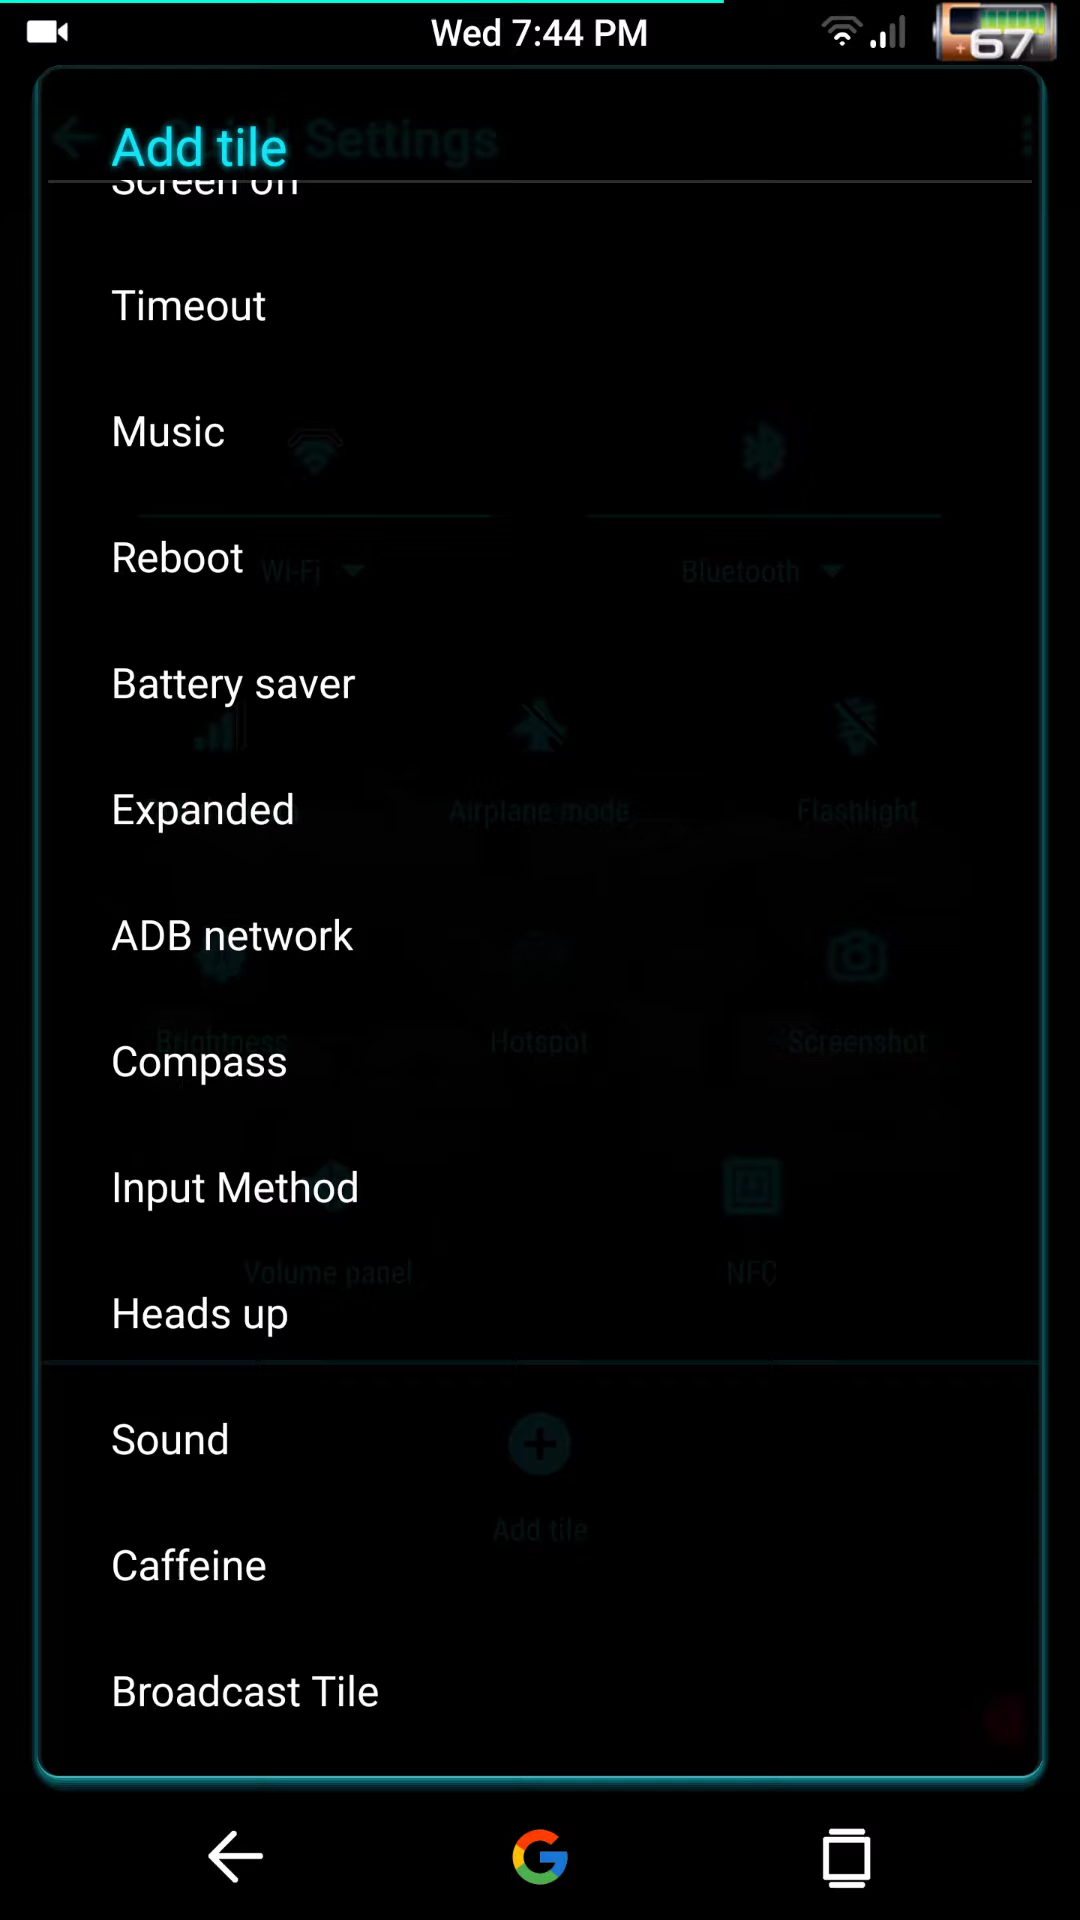 Wed 7:44 PM
67
Add tile
Settings
Screen off
Timeout
Music
Reboot
Wi-Fi
Bluetooth
Battery saver
Expanded
Airplane mode
Flashlight
ADB network
Brightness
Hotspot
Screenshot
Compass
Input Method
Volume panel
NFC
Heads up
Sound
Add tile
Caffeine
Broadcast Tile